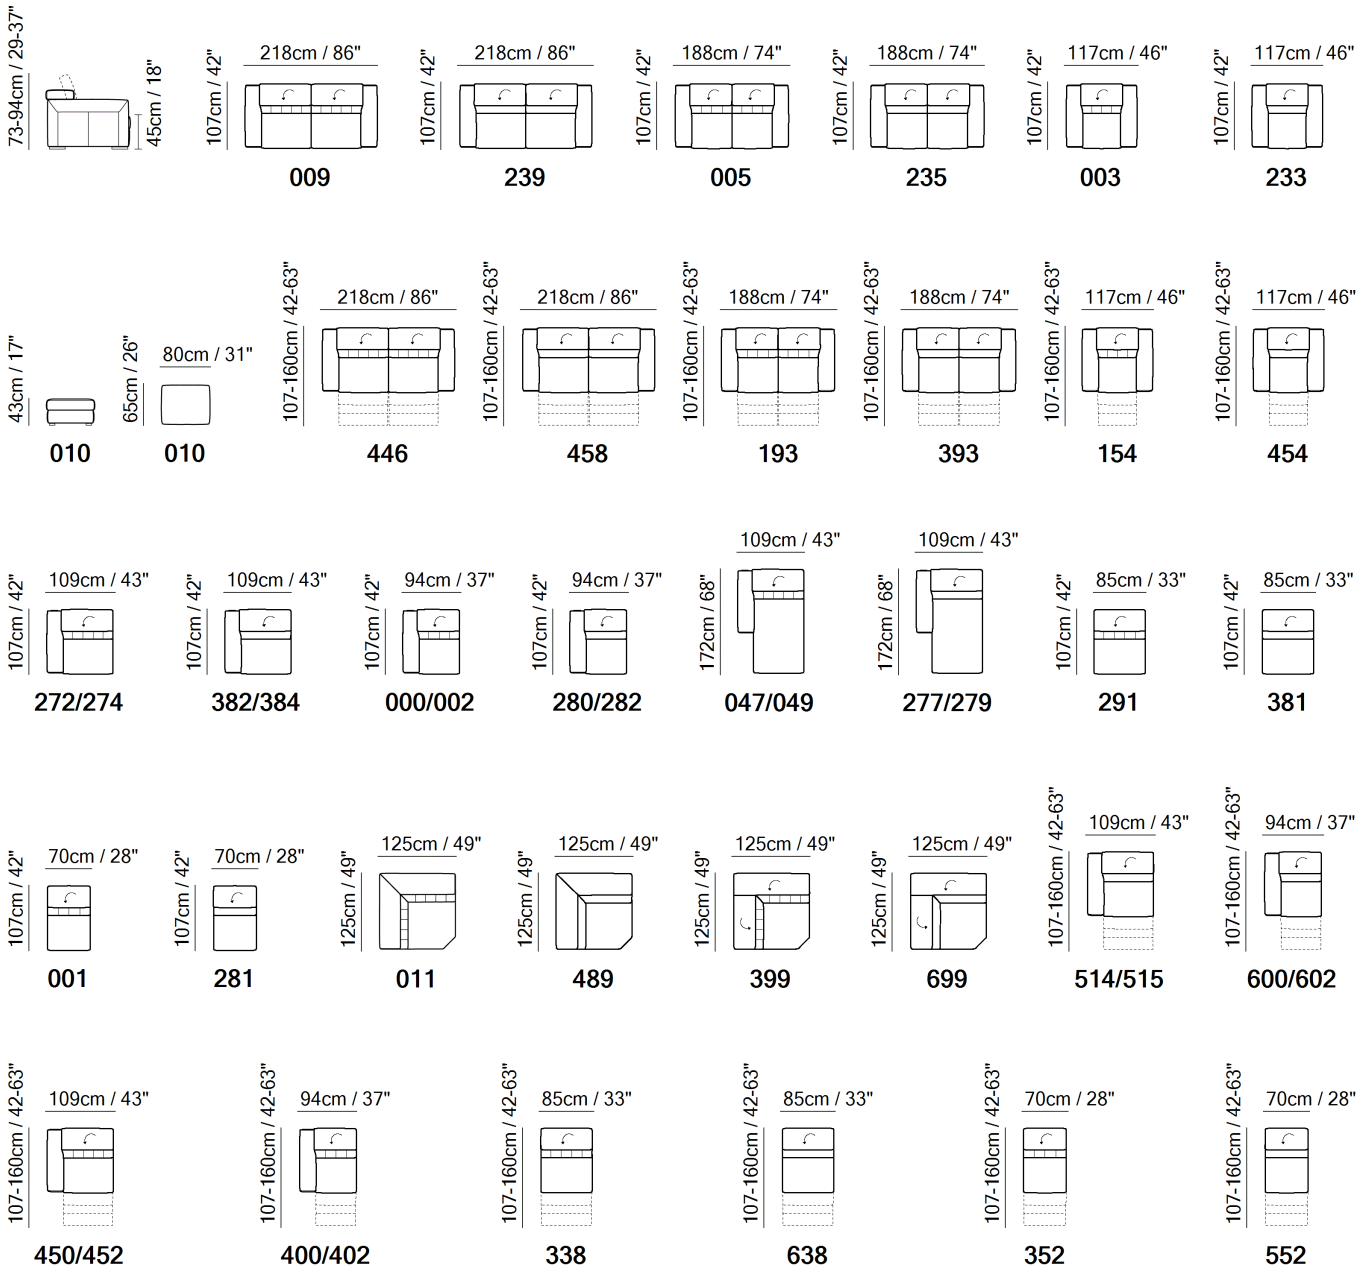 73-94cm / 29-37"
45cm / 18"
107cm / 42"
218cm / 86"
009
107cm / 42"
218cm / 86"
239
107cm / 42"
188cm / 74"
005
107cm / 42"
188cm / 74"
235
107cm / 42"
117cm / 46"
003
107cm / 42"
117cm / 46"
233
43cm / 17"
010
65cm / 26"
80cm / 31"
010
107-160cm / 42-63"
218cm / 86"
446
107-160cm / 42-63"
218cm / 86"
458
107-160cm / 42-63"
188cm / 74"
193
107-160cm / 42-63"
188cm / 74"
393
107-160cm / 42-63"
117cm / 46"
154
107-160cm / 42-63"
117cm / 46"
454
107cm / 42"
109cm / 43"
272/274
107cm / 42"
109cm / 43"
382/384
107cm / 42"
94cm / 37"
000/002
107cm / 42"
94cm / 37"
280/282
172cm / 68"
109cm / 43"
047/049
172cm / 68"
109cm / 43"
277/279
107cm / 42"
85cm / 33"
291
107cm / 42"
85cm / 33"
381
107cm / 42"
70cm / 28"
001
107cm / 42"
70cm / 28"
281
125cm / 49"
125cm / 49"
011
125cm / 49"
125cm / 49"
489
125cm / 49"
125cm / 49"
399
125cm / 49"
125cm / 49"
699
107-160cm / 42-63"
109cm / 43"
514/515
107-160cm / 42-63"
94cm / 37"
600/602
107-160cm / 42-63"
109cm / 43"
450/452
107-160cm / 42-63"
94cm / 37"
400/402
107-160cm / 42-63"
85cm / 33"
338
107-160cm / 42-63"
85cm / 33"
638
107-160cm / 42-63"
70cm / 28"
352
107-160cm / 42-63"
70cm / 28"
552